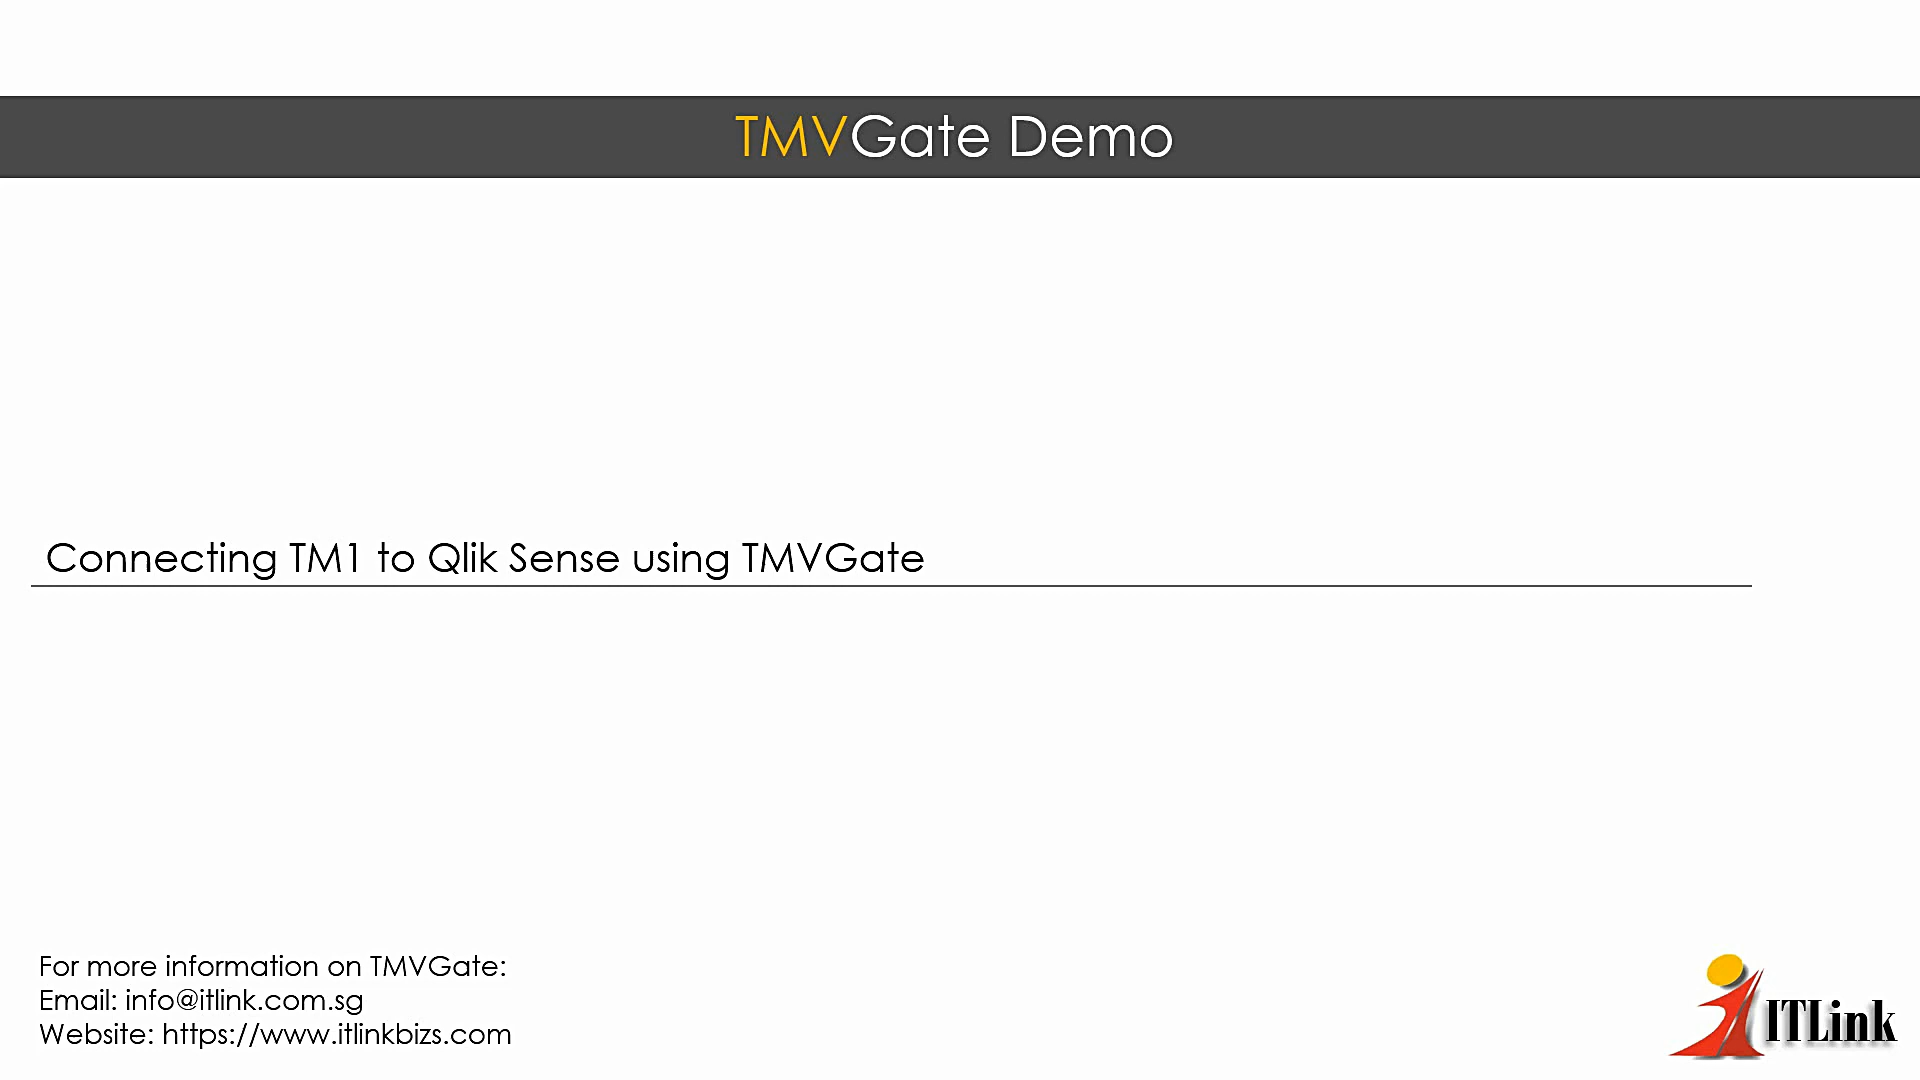 TMVGate Demo
Connecting TM1 to Qlik Sense using TMVGate
For more information on TMVGate:
Email: info@itlink.com.sg
Website: https://www.itlinkbizs.com
ITLink